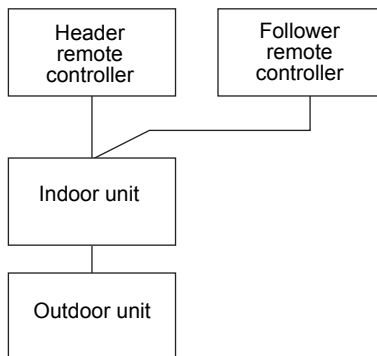 Header
remote
controller
Follower
remote
controller
Indoor unit
Outdoor unit